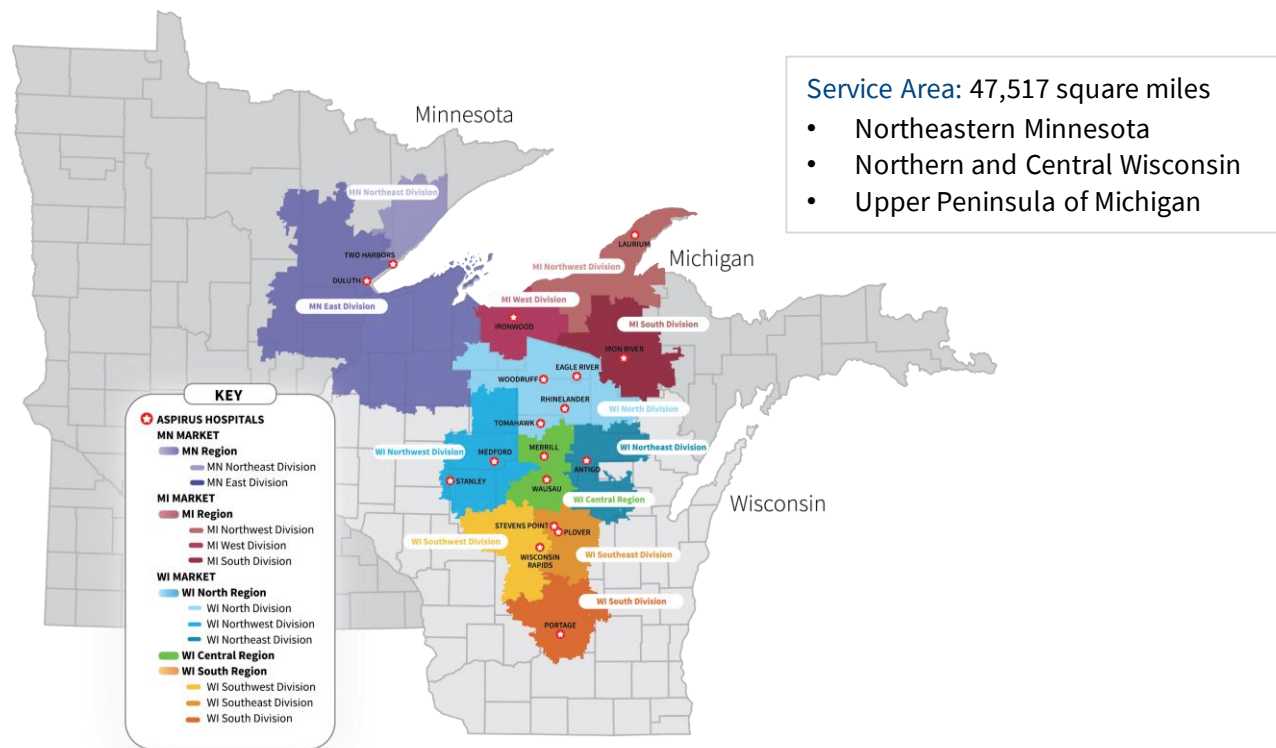 Minnesota
Service Area: 47,517 square miles
• Northeastern Minnesota
• Northern and Central Wisconsin
• Upper Peninsula of Michigan
MN Northeast Division
TWO HARBORS
DULUTH
MN East Division
LAURIUM
Michigan
MI Northwest Division
MI West Division
IRONWOOD
MI South Division
IRON RIVER
EAGLE RIVER
WOODRUFF
RHINELANDER
WI North Division
TOMAHAWK
WI Northwest Division
MEDFORD
MERRILL
WI Northeast Division
ANTIGO
STANLEY
WAUSAU
WI Central Region
Wisconsin
STEVENS POINT
PLOVER
WI Southwest Division
WISCONSIN
RAPIDS
WI Southeast Division
WI South Division
PORTAGE
KEY
ASPIRUS HOSPITALS
MN MARKET
MN Region
MN Northeast Division
MN East Division
MI MARKET
MI Region
MI Northwest Division
MI West Division
MI South Division
WI MARKET
WI North Region
WI North Division
WI Northwest Division
WI Northeast Division
WI Central Region
WI South Region
WI Southwest Division
WI Southeast Division
WI South Division